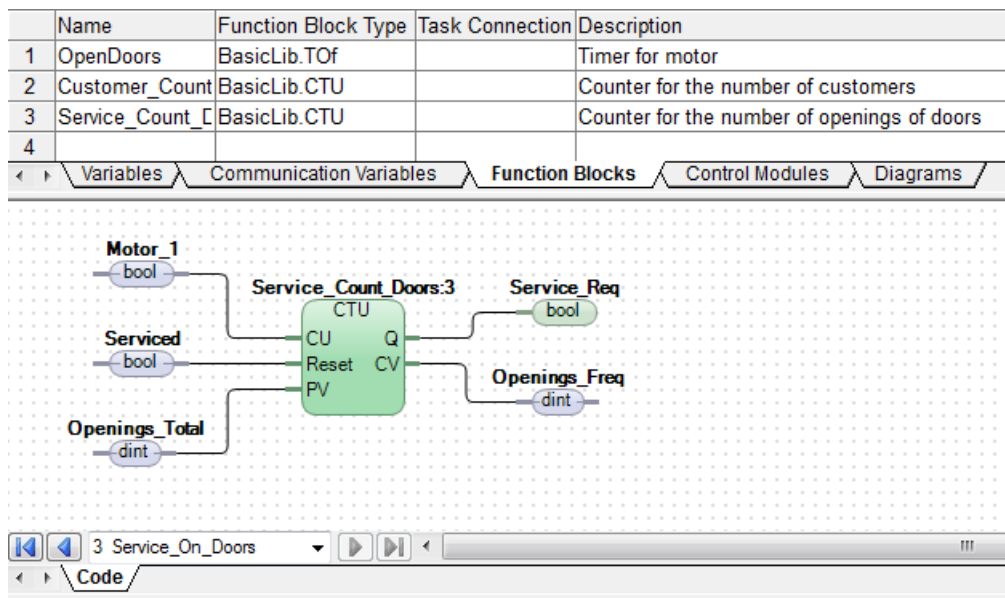 Name Function Block Type Task Connection Description
1 OpenDoors BasicLib.TOf Timer for motor
2 Customer_Count BasicLib.CTU Counter for the number of customers
3 Service_Count_D BasicLib.CTU Counter for the number of openings of doors
4
Variables Communication Variables Function Blocks Control Modules Diagrams
Motor_1
bool
Service_Count_Doors:3 Service_Req
CTU bool
Serviced CU Q
bool Reset CV
Openings_Freq
PV dint
Openings_Total
dint
3 Service_On_Doors
Code